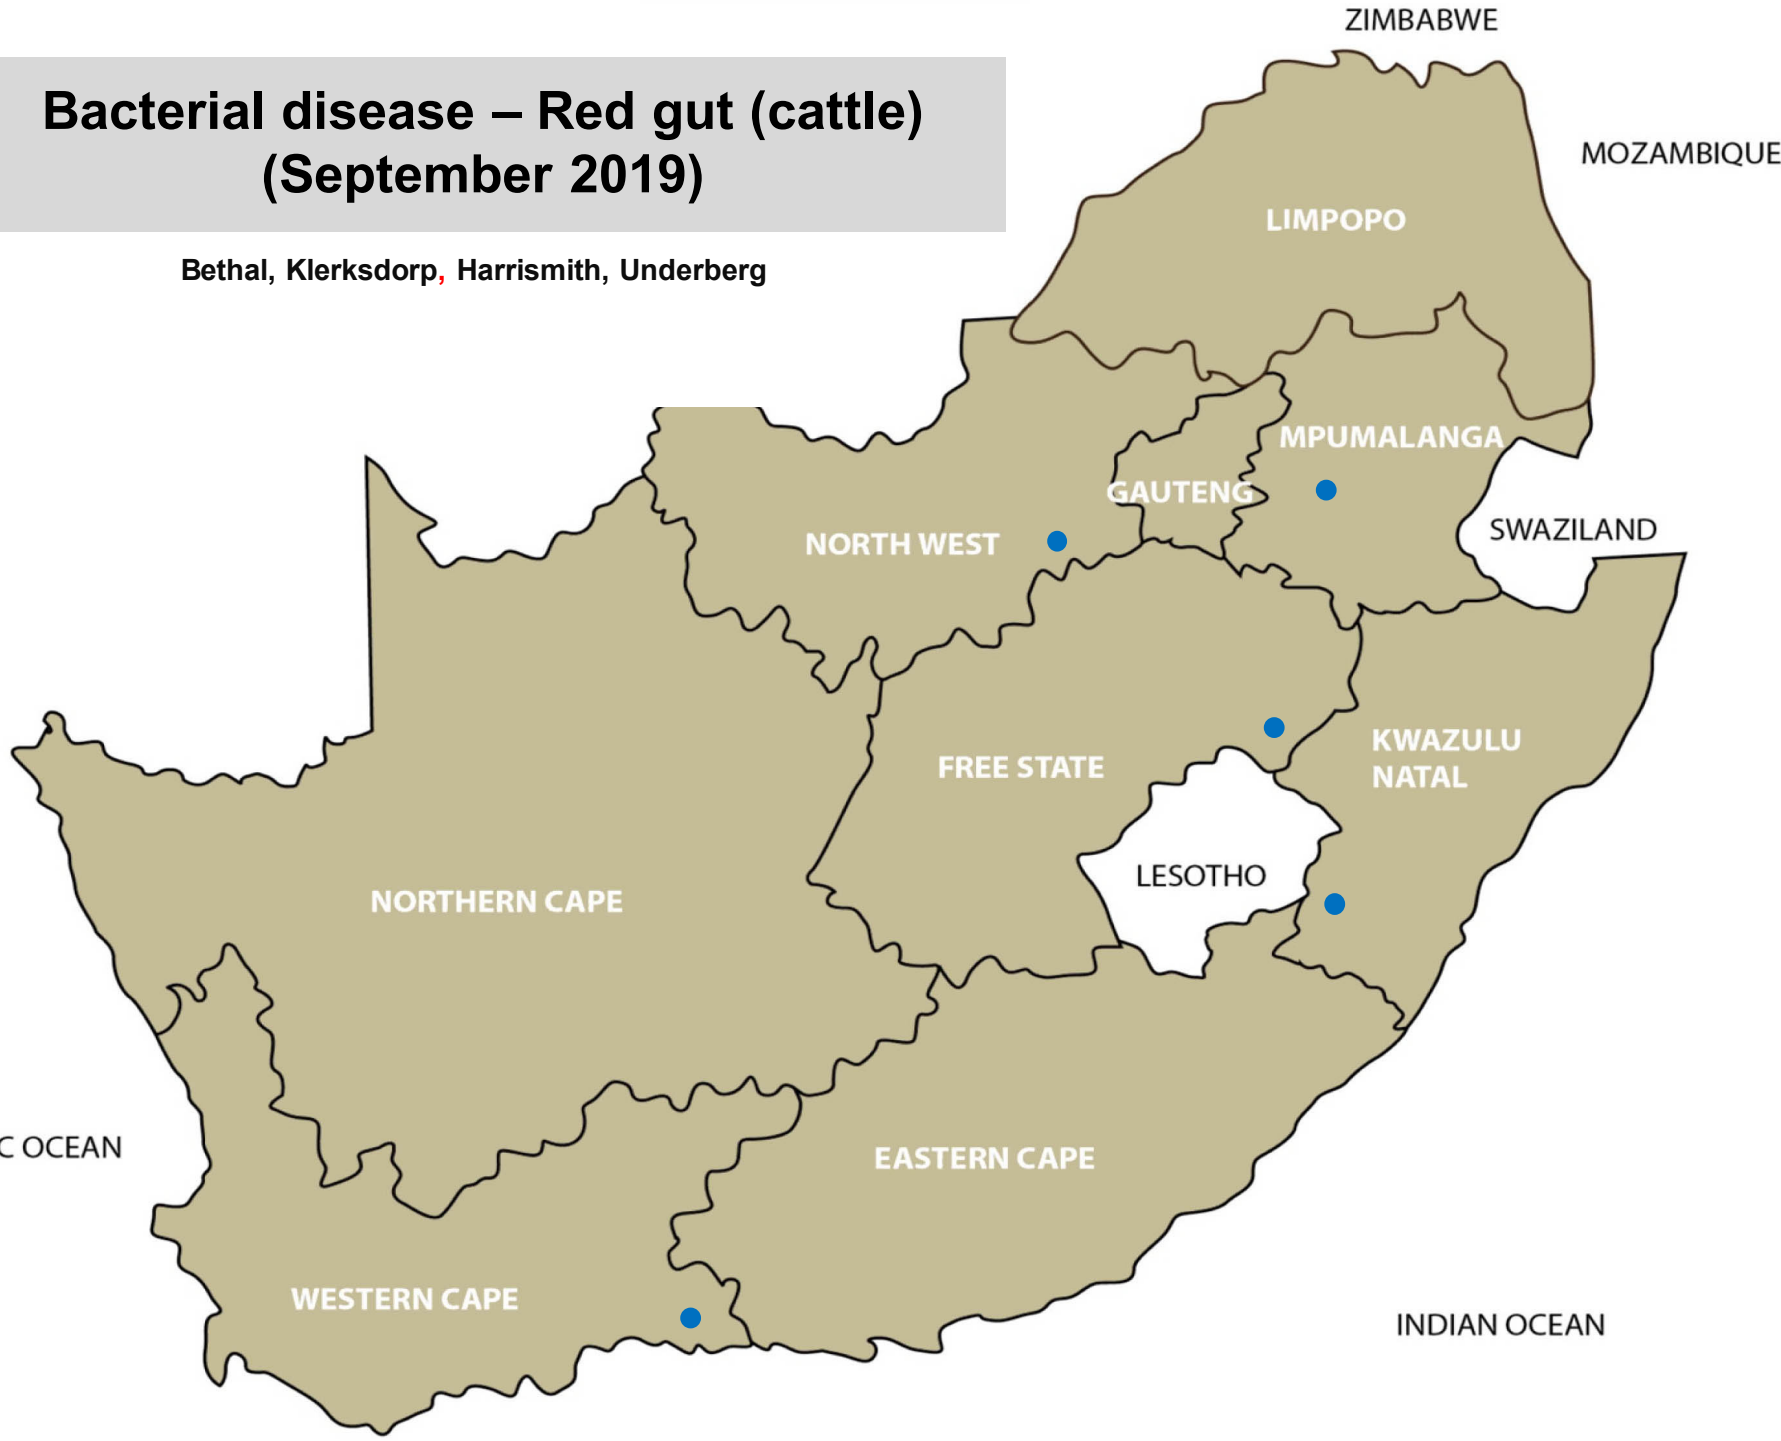 ZIMBABWE
Bacterial disease – Red gut (cattle)
(September 2019)
MOZAMBIQUE
LIMPOPO
Bethal, Klerksdorp, Harrismith, Underberg
MPUMALANGA
GAUTENG
SWAZILAND
NORTH WEST
KWAZULU
NATAL
FREE STATE
LESOTHO
NORTHERN CAPE
C OCEAN
EASTERN CAPE
WESTERN CAPE
INDIAN OCEAN